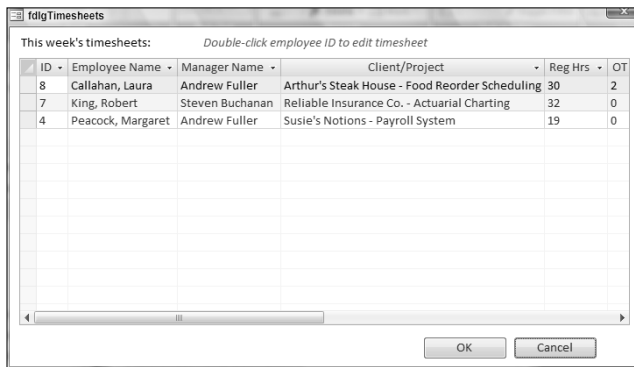 fdlgTimesheets
This week's timesheets: Double-click employee ID to edit timesheet
ID Employee Name Manager Name Client/Project Reg Hrs OT
8 Callahan, Laura Andrew Fuller Arthur's Steak House - Food Reorder Scheduling 30 2
7 King, Robert Steven Buchanan Reliable Insurance Co. - Actuarial Charting 32 0
4 Peacock, Margaret Andrew Fuller Susie's Notions - Payroll System 19 0
OK Cancel